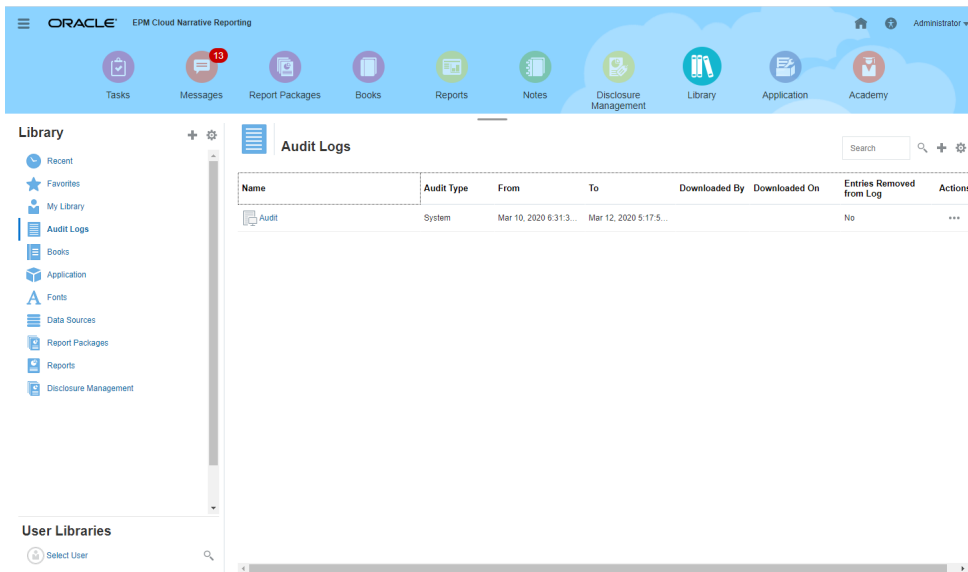 ORACLE EPM Cloud Narrative Reporting Administrator
13
Tasks Messages Report Packages Books Reports Notes Disclosure Management Library Application Academy
Library
Recent
Favorites
My Library
Audit Logs
Books
Application
Fonts
Data Sources
Report Packages
Reports
Disclosure Management
User Libraries
Select User
Audit Logs
Search
Name Audit Type From To Downloaded By Downloaded On Entries Removed from Log Actions
Audit System Mar 10, 2020 6:31:3... Mar 12, 2020 5:17:5... No